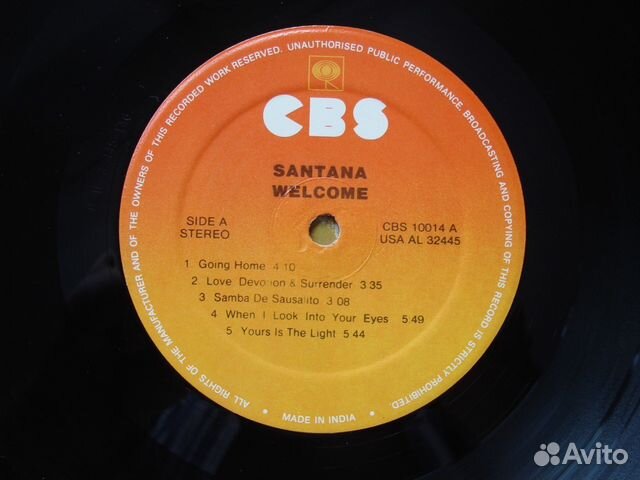 ALL RIGHTS OF THE MANUFACTURER AND OF THE OWNERS OF THIS RECORDED WORK RESERVED. UNAUTHORISED PUBLIC PERFORMANCE, BROADCASTING AND COPYING OF THIS RECORD IS STRICTLY PROHIBITED.
CBS
SANTANA
WELCOME
SIDE A
STEREO
CBS 10014 A
USA AL 32445
1 Going Home 4 10
2 Love Devotion & Surrender 3 35
3 Samba De Sausalito 3 08
4 When I Look Into Your Eyes 5 49
5 Yours Is The Light 5 44
• MADE IN INDIA •
Avito